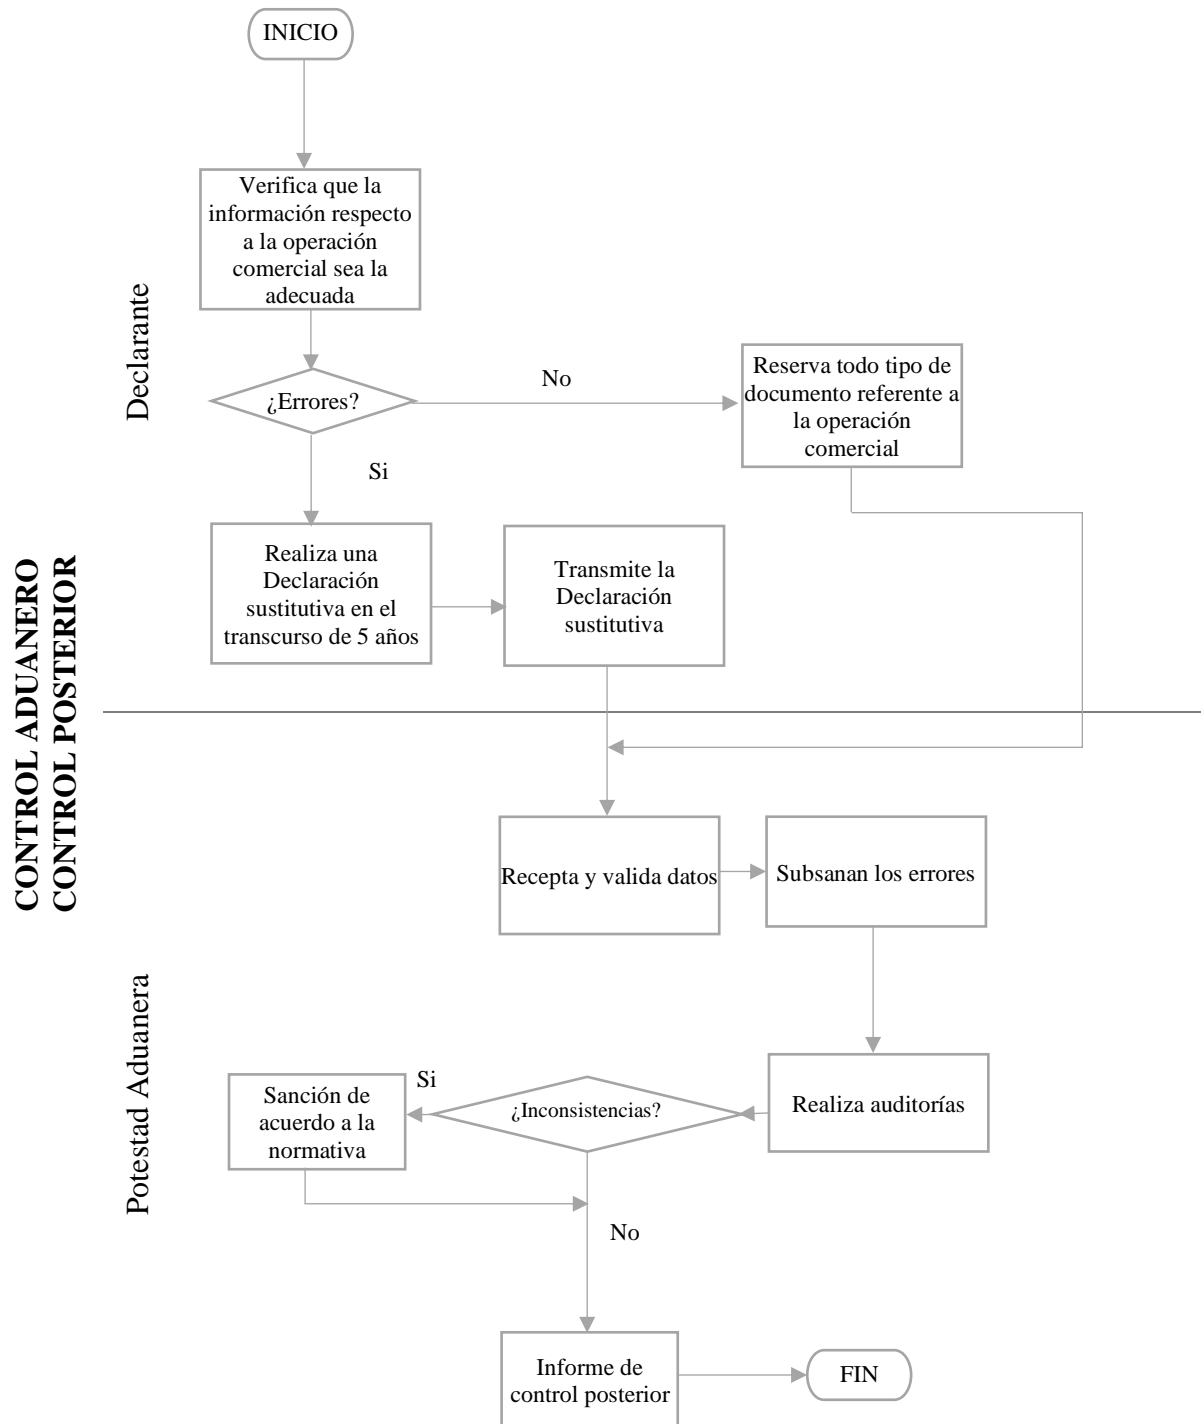 INICIO
Verifica que la
información respecto
a la operación
comercial sea la
adecuada
Declarante
¿Errores?
No
Reserva todo tipo de
documento referente a
la operación
comercial
Si
Realiza una
Declaración
sustitutiva en el
transcurso de 5 años
Transmite la
Declaración
sustitutiva
CONTROL ADUANERO
CONTROL POSTERIOR
Recepta y valida datos
Subsanan los errores
Potestad Aduanera
Realiza auditorías
¿Inconsistencias?
Si
Sanción de
acuerdo a la
normativa
No
Informe de
control posterior
FIN